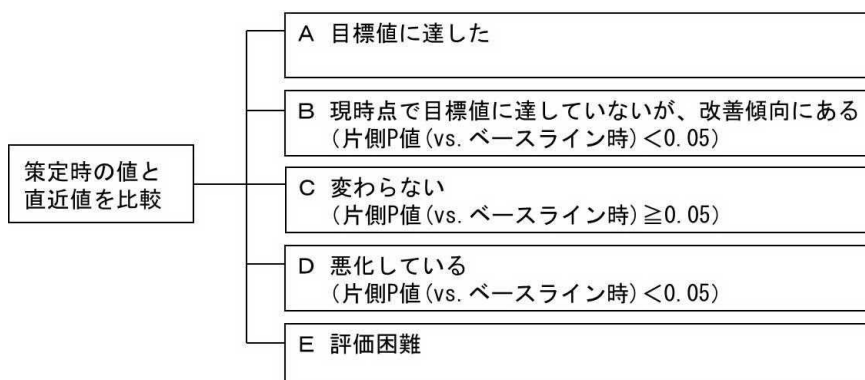 策定時の値と
直近値を比較
A 目標値に達した
B 現時点で目標値に達していないが、改善傾向にある
(片側P値(vs. ベースライン時)<0.05)
C 変わらない
(片側P値(vs. ベースライン時)≧0.05)
D 悪化している
(片側P値(vs. ベースライン時)<0.05)
E 評価困難